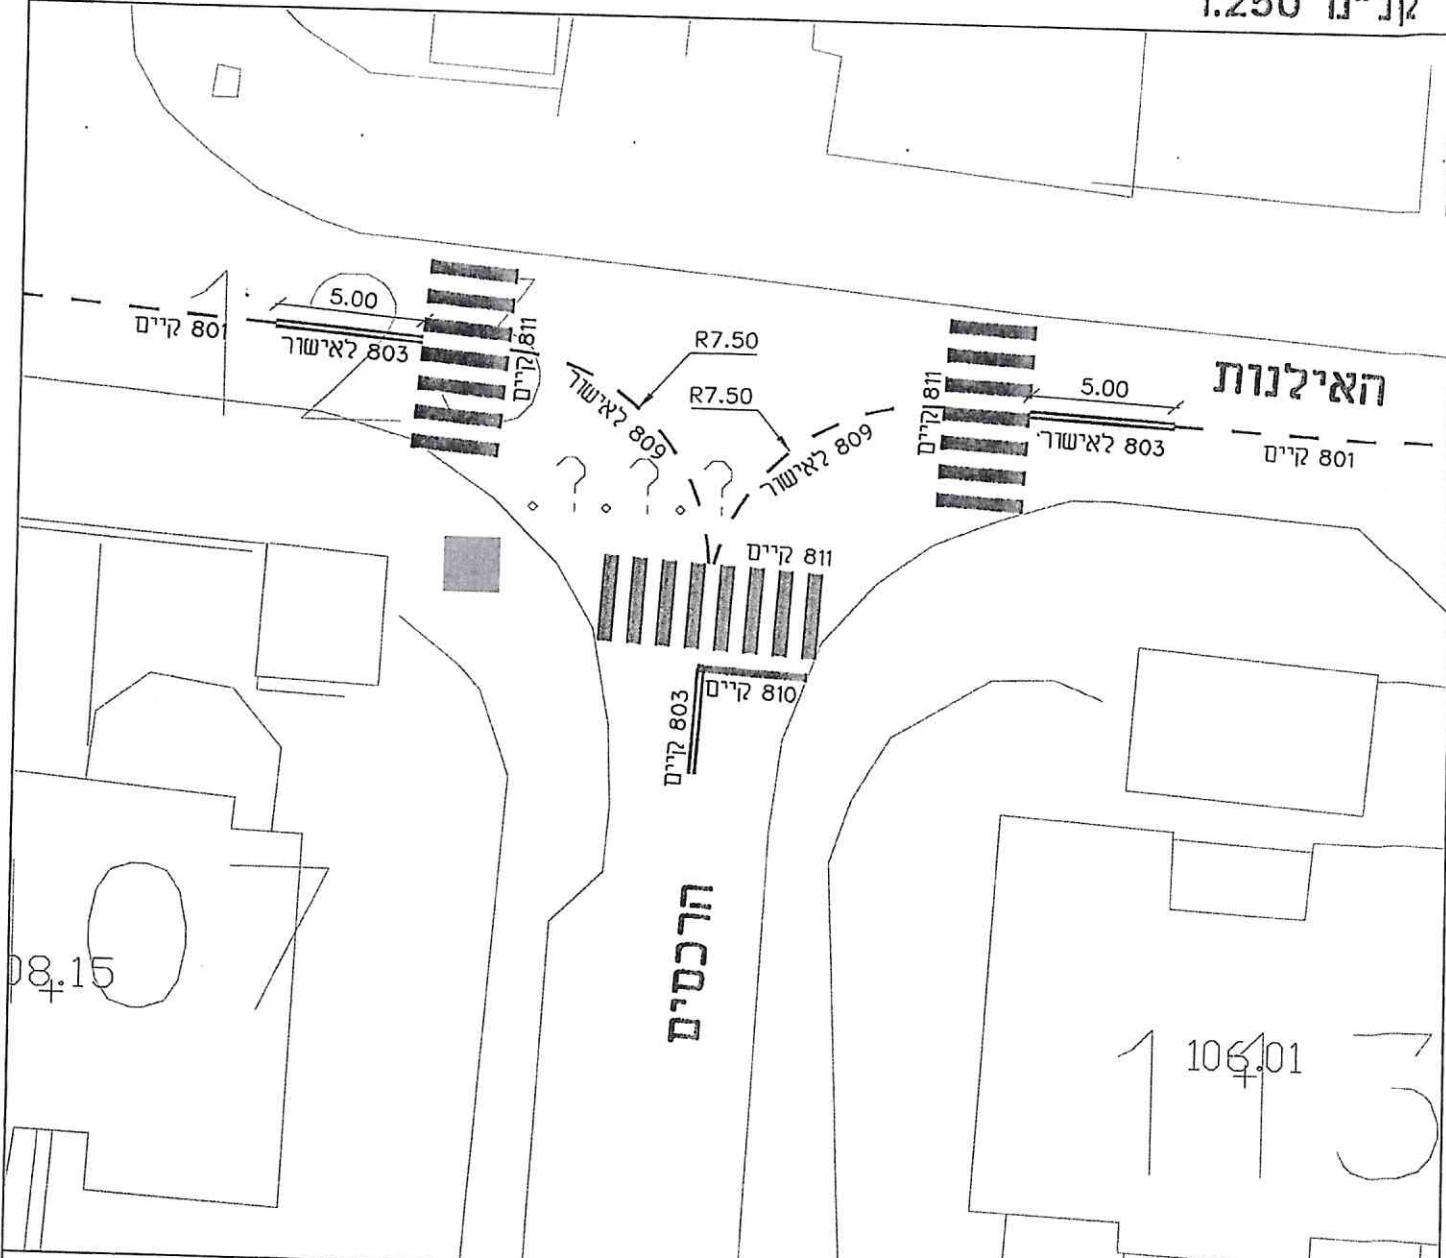 קנ"מ 1:250
5.00
801 קיים
803 לאישור
811 קיים
R7.50
R7.50
809 לאישור
809 לאישור
811 קיים
האילנות
5.00
803 לאישור
801 קיים
? ? ?
811 קיים
810 קיים
803 קיים
הרכסים
08.15
106.01
113